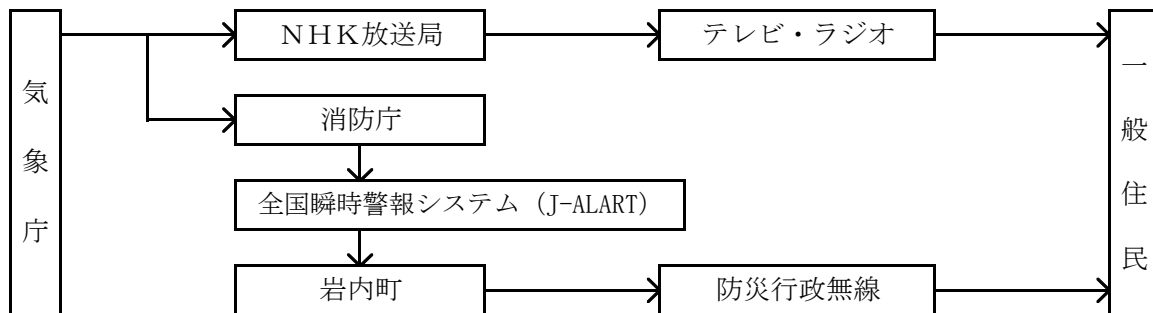 気象庁
NHK放送局
テレビ・ラジオ
一般住民
消防庁
全国瞬時警報システム（J-ALART）
岩内町
防災行政無線